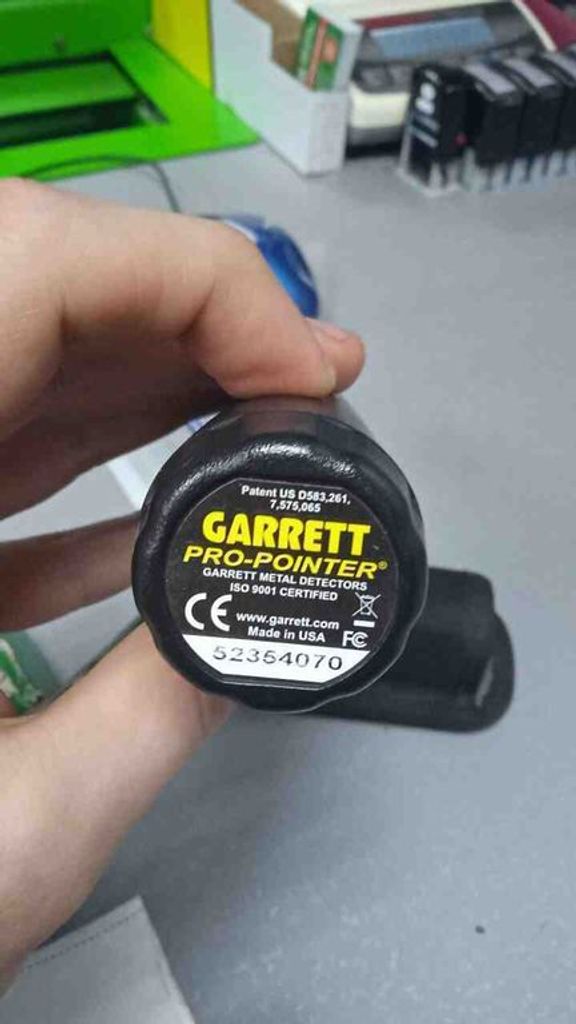 Patent US D583,261,
7,575,065
GARRETT
PRO-POINTER®
GARRETT METAL DETECTORS
ISO 9001 CERTIFIED
CE
www.garrett.com
Made in USA FC
52354070